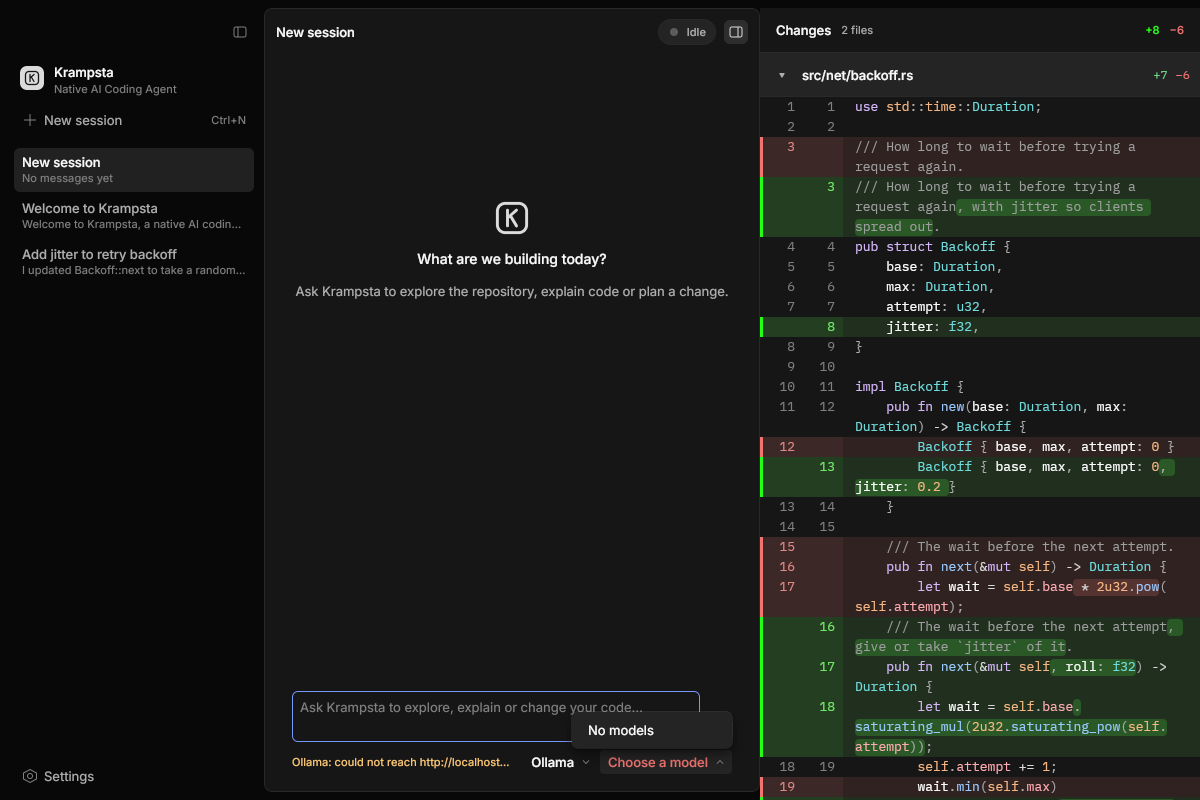 Krampsta
Native AI Coding Agent
New session
Ctrl+N
New session
No messages yet
Welcome to Krampsta
Welcome to Krampsta, a native AI codin...
Add jitter to retry backoff
I updated Backoff::next to take a random...
Settings
New session
Idle
K
What are we building today?
Ask Krampsta to explore the repository, explain code or plan a change.
Ask Krampsta to explore, explain or change your code...
No models
Ollama: could not reach http://localhost...
Ollama
Choose a model
Changes 2 files +8 −6
src/net/backoff.rs +7 −6
1 1 use std::time::Duration;
2 2
3 /// How long to wait before trying a
request again.
3 /// How long to wait before trying a
request again, with jitter so clients
spread out.
4 4 pub struct Backoff {
5 5 base: Duration,
6 6 max: Duration,
7 7 attempt: u32,
8 jitter: f32,
8 9 }
9 10
10 11 impl Backoff {
11 12 pub fn new(base: Duration, max:
Duration) -> Backoff {
12 Backoff { base, max, attempt: 0 }
13 Backoff { base, max, attempt: 0,
jitter: 0.2 }
13 14 }
14 15
15 /// The wait before the next attempt.
16 pub fn next(&mut self) -> Duration {
17 let wait = self.base * 2u32.pow(
self.attempt);
16 /// The wait before the next attempt,
give or take `jitter` of it.
17 pub fn next(&mut self, roll: f32) ->
Duration {
18 let wait = self.base.
saturating_mul(2u32.saturating_pow(self.
attempt));
18 19 self.attempt += 1;
19 wait.min(self.max)